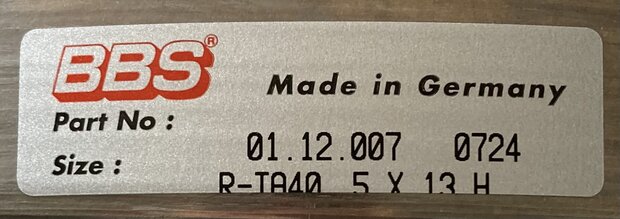 BBS®
Made in Germany
Part No : 01.12.007 0724
Size : R-TA40 5 X 13 H